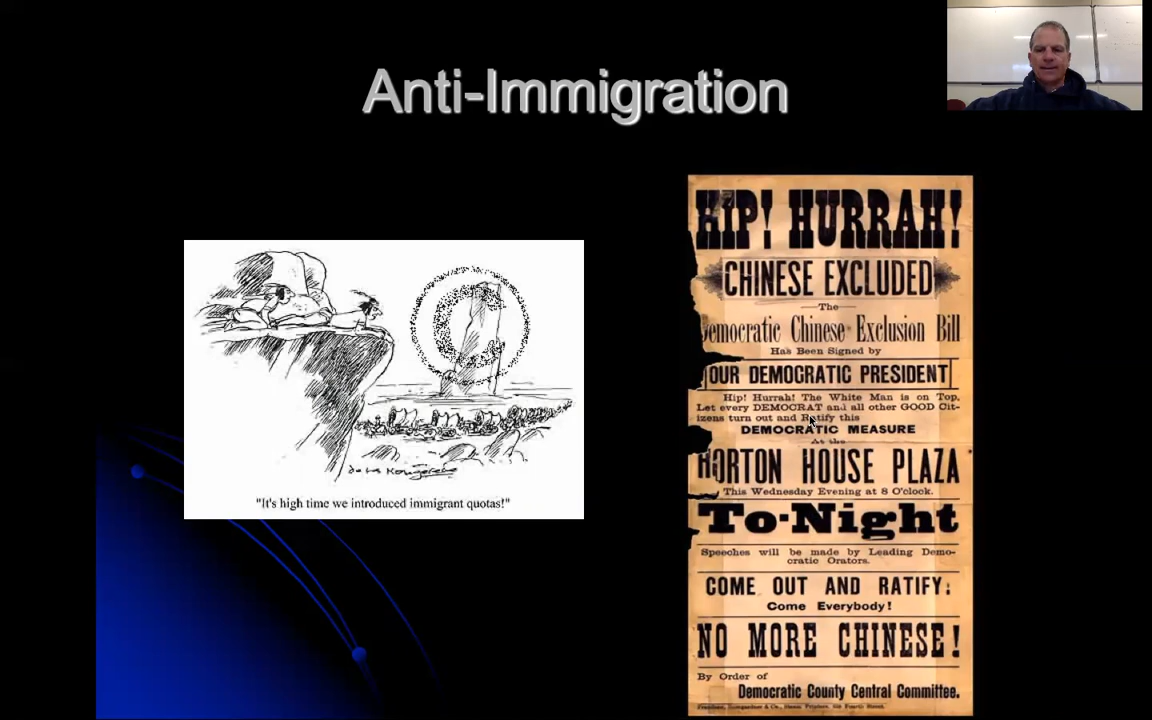 Anti-Immigration
"It's high time we introduced immigrant quotas!"
HIP! HURRAH!
CHINESE EXCLUDED
The
Democratic Chinese Exclusion Bill
Has Been Signed by
OUR DEMOCRATIC PRESIDENT
Hip! Hurrah! The White Man is on Top.
Let every DEMOCRAT and all other GOOD Cit-
izens turn out and Ratify this
DEMOCRATIC MEASURE
At the
HORTON HOUSE PLAZA
This Wednesday Evening at 8 O'clock.
To-Night
Speeches will be made by Leading Demo-
cratic Orators.
COME OUT AND RATIFY:
Come Everybody!
NO MORE CHINESE!
By Order of
Democratic County Central Committee.